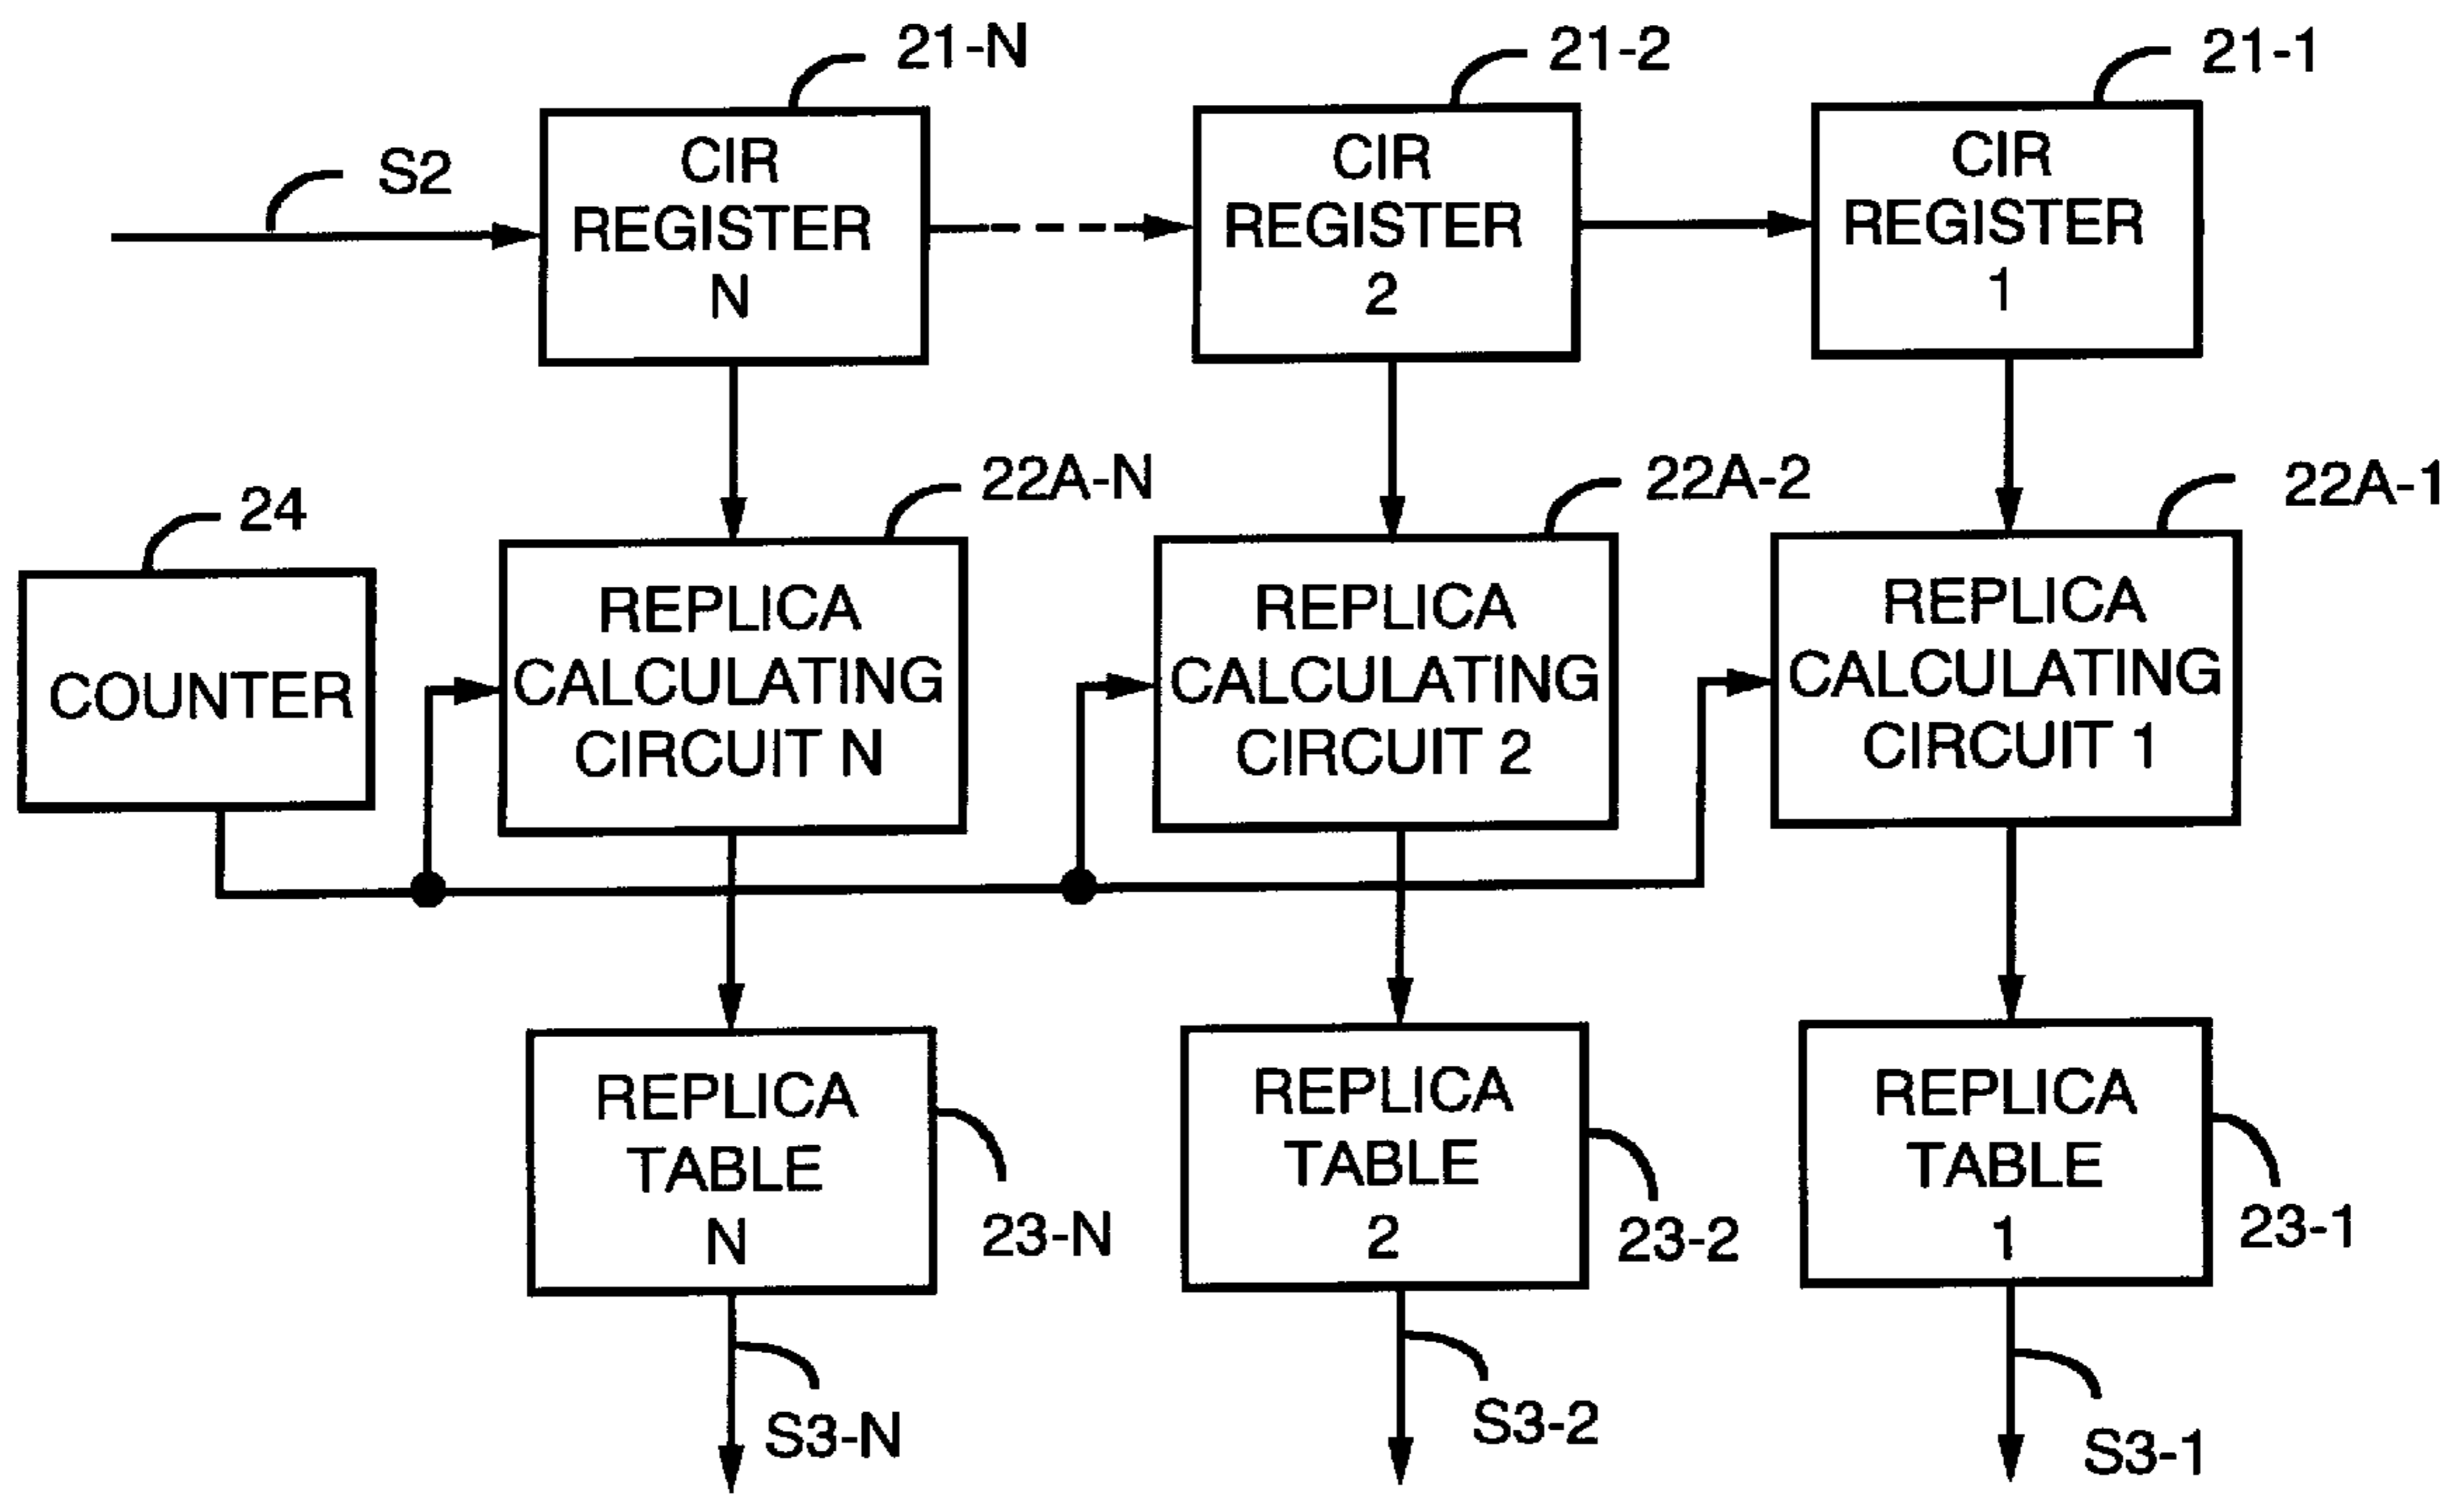 21-N
21-2
21-1
S2
CIR
REGISTER
N
CIR
REGISTER
2
CIR
REGISTER
1
24
22A-N
22A-2
22A-1
COUNTER
REPLICA
CALCULATING
CIRCUIT N
REPLICA
CALCULATING
CIRCUIT 2
REPLICA
CALCULATING
CIRCUIT 1
REPLICA
TABLE
N
23-N
REPLICA
TABLE
2
23-2
REPLICA
TABLE
1
23-1
S3-N
S3-2
S3-1